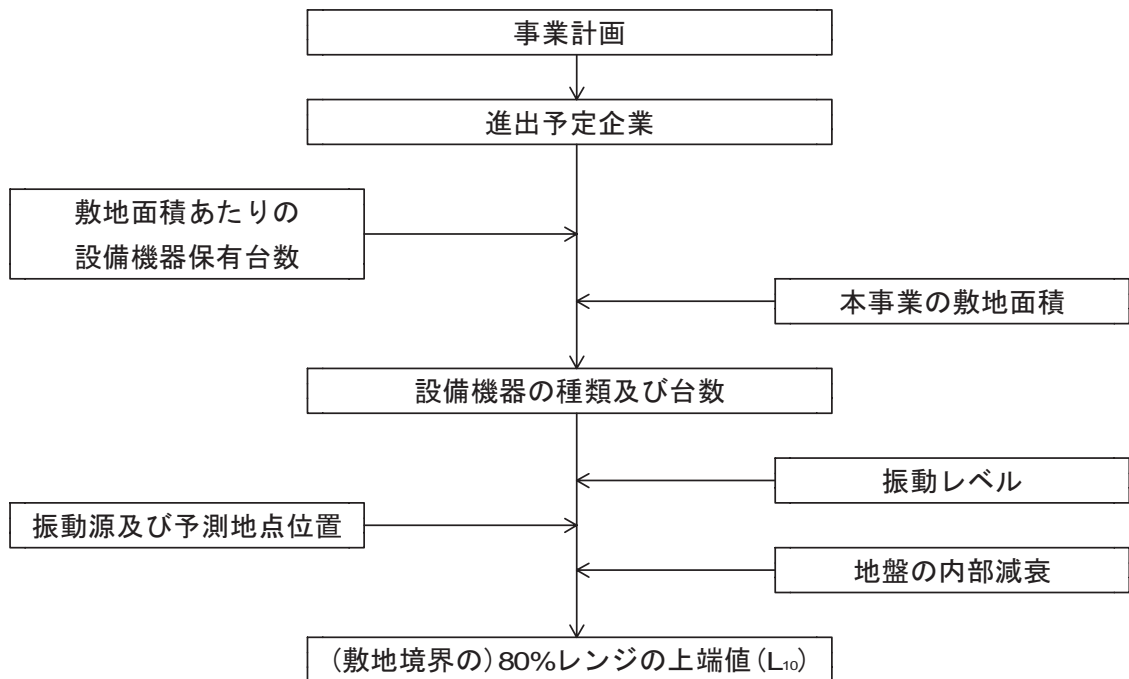 事業計画
進出予定企業
敷地面積あたりの
設備機器保有台数
本事業の敷地面積
設備機器の種類及び台数
振動レベル
振動源及び予測地点位置
地盤の内部減衰
(敷地境界の)80%レンジの上端値(L₁₀)